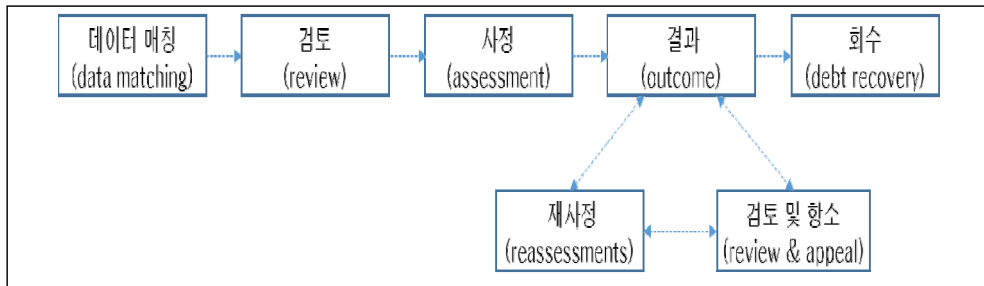 데이터 매칭
(data matching)
검토
(review)
사정
(assessment)
결과
(outcome)
회수
(debt recovery)
재사정
(reassessments)
검토 및 항소
(review & appeal)